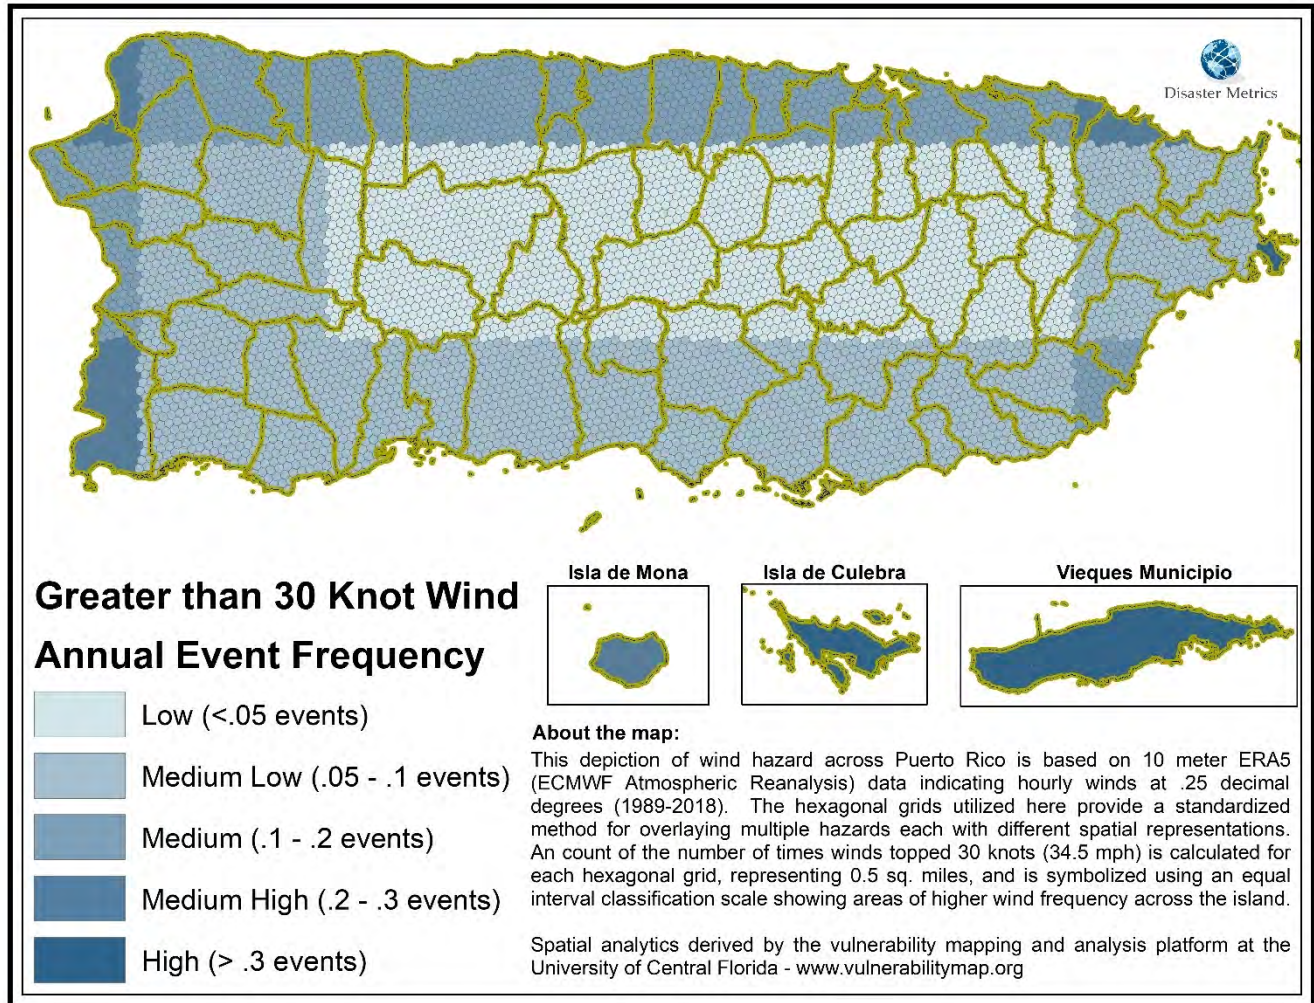 Disaster Metrics
Isla de Mona
Isla de Culebra
Vieques Municipio
Greater than 30 Knot Wind
Annual Event Frequency
Low (<.05 events)
Medium Low (.05 - .1 events)
Medium (.1 - .2 events)
Medium High (.2 - .3 events)
High (> .3 events)
About the map:
This depiction of wind hazard across Puerto Rico is based on 10 meter ERA5
(ECMWF Atmospheric Reanalysis) data indicating hourly winds at .25 decimal
degrees (1989-2018). The hexagonal grids utilized here provide a standardized
method for overlaying multiple hazards each with different spatial representations.
An count of the number of times winds topped 30 knots (34.5 mph) is calculated for
each hexagonal grid, representing 0.5 sq. miles, and is symbolized using an equal
interval classification scale showing areas of higher wind frequency across the island.
Spatial analytics derived by the vulnerability mapping and analysis platform at the
University of Central Florida - www.vulnerabilitymap.org